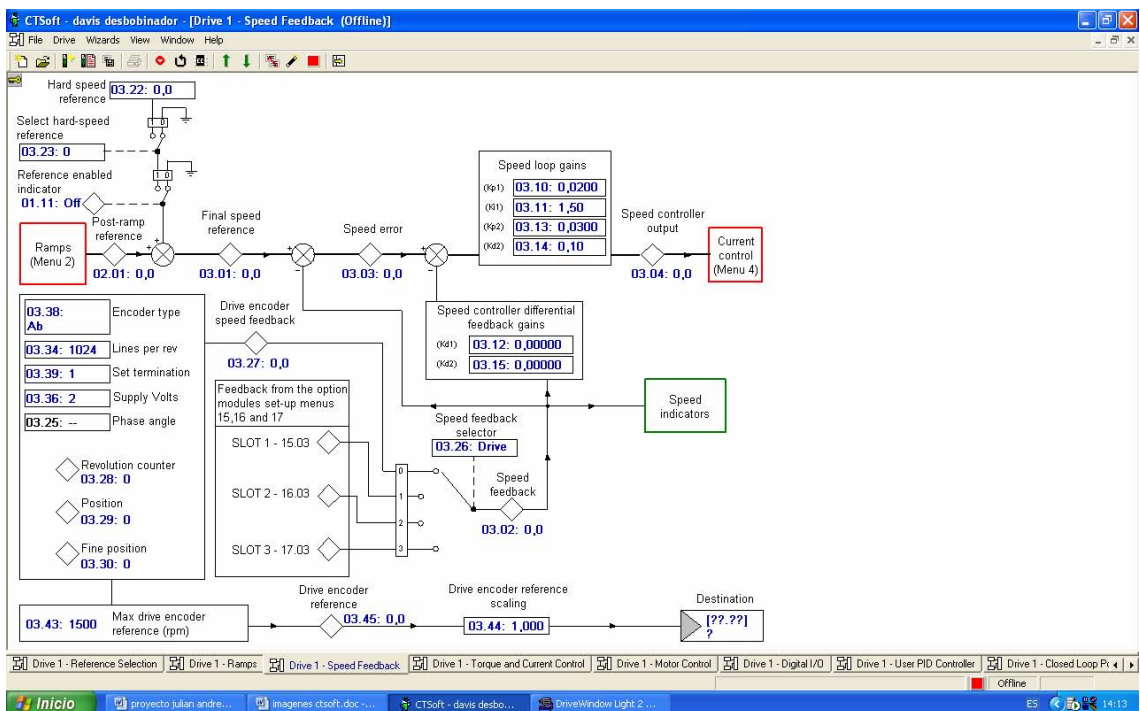 CTSoft - davis desbobinador - [Drive 1 - Speed Feedback (Offline)]
File Drive Wizards View Window Help
Hard speed
reference
03.22: 0,0
1 0
Select hard-speed
reference
03.23: 0
1 0
Reference enabled
indicator
01.11: Off
Ramps
(Menu 2)
Post-ramp
reference
02.01: 0,0
Final speed
reference
03.01: 0,0
Speed error
03.03: 0,0
Speed loop gains
(Kp1) 03.10: 0,0200
(Ki1) 03.11: 1,50
(Kp2) 03.13: 0,0300
(Kd2) 03.14: 0,10
Speed controller
output
03.04: 0,0
Current
control
(Menu 4)
03.38:
Ab
Encoder type
03.34: 1024 Lines per rev
03.39: 1 Set termination
03.36: 2 Supply Volts
03.25: -- Phase angle
Revolution counter
03.28: 0
Position
03.29: 0
Fine position
03.30: 0
Drive encoder
speed feedback
03.27: 0,0
Speed controller differential
feedback gains
(Kd1) 03.12: 0,00000
(Kd2) 03.15: 0,00000
Feedback from the option
modules set-up menus
15,16 and 17
SLOT 1 - 15.03
SLOT 2 - 16.03
SLOT 3 - 17.03
0
1
2
3
Speed feedback
selector
03.26: Drive
Speed
feedback
03.02: 0,0
Speed
indicators
03.43: 1500 Max drive encoder
reference (rpm)
Drive encoder
reference
03.45: 0,0
Drive encoder reference
scaling
03.44: 1,000
Destination
[??.??]
?
Drive 1 - Reference Selection Drive 1 - Ramps Drive 1 - Speed Feedback Drive 1 - Torque and Current Control Drive 1 - Motor Control Drive 1 - Digital I/O Drive 1 - User PID Controller Drive 1 - Closed Loop
Offline
Inicio proyecto julian andre... imagenes ctsoft.doc -... CTSoft - davis desbo... DriveWindow Light 2 ... ES 14:13